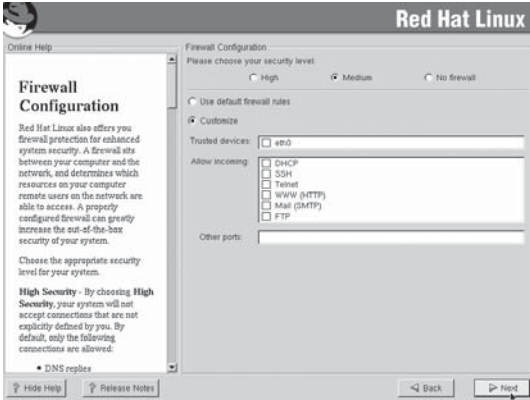 Red Hat Linux
Online Help
Firewall
Configuration
Red Hat Linux also offers you
firewall protection for enhanced
system security. A firewall sits
between your computer and the
network, and determines which
resources on your computer
remote users on the network are
able to access. A properly
configured firewall can greatly
increase the out-of-the-box
security of your system.
Choose the appropriate security
level for your system.
High Security - By choosing High
Security, your system will not
accept connections that are not
explicitly defined by you. By
default, only the following
connections are allowed:
• DNS replies
Firewall Configuration
Please choose your security level:
High
Medium
No firewall
Use default firewall rules
Customize
Trusted devices:
eth0
Allow incoming:
DHCP
SSH
Telnet
WWW (HTTP)
Mail (SMTP)
FTP
Other ports:
Hide Help
Release Notes
Back
Next